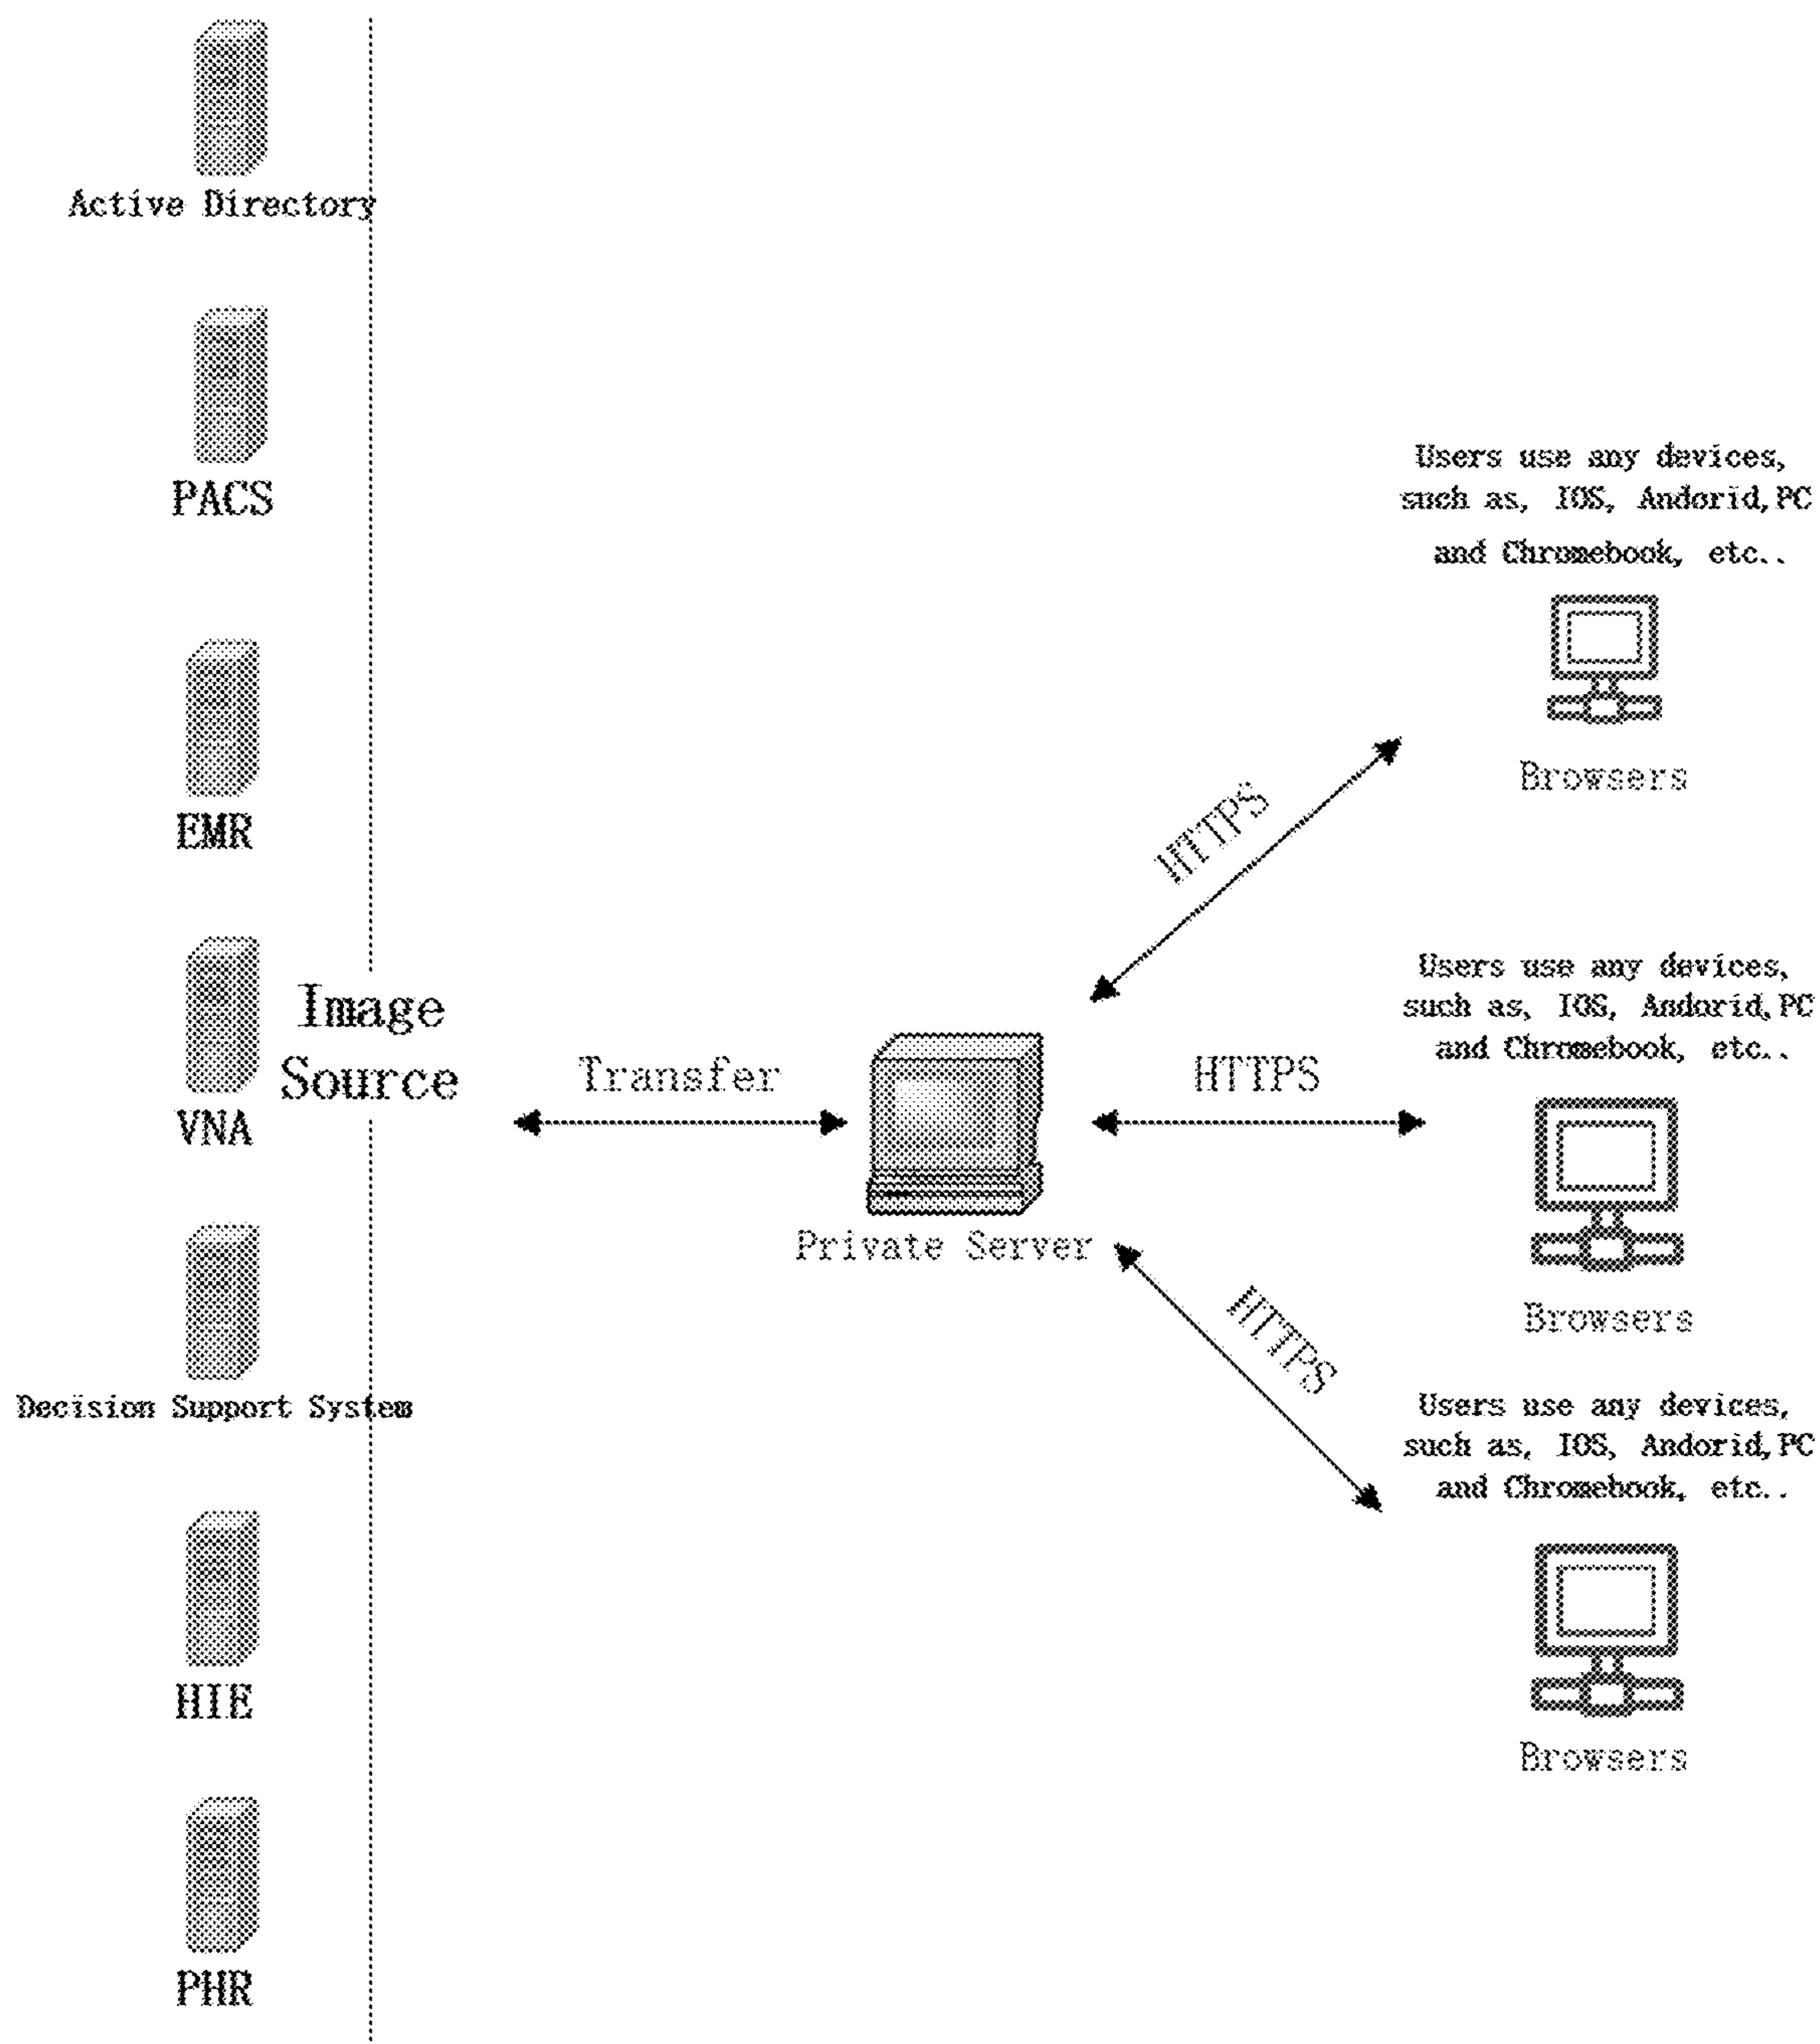 Active Directory
PACS
EMR
VNA
Decision Support System
HIE
PHR
Image
Source
Transfer
Private Server
HTTPS
HTTPS
HTTPS
Users use any devices,
such as, IOS, Andorid,PC
and Chromebook, etc..
Browsers
Users use any devices,
such as, IOS, Andorid,PC
and Chromebook, etc..
Browsers
Users use any devices,
such as, IOS, Andorid,PC
and Chromebook, etc..
Browsers